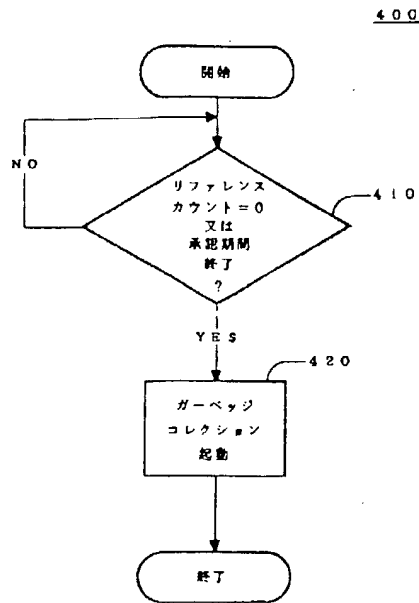 400
開始
NO
リファレンス
カウント=0
又は
承認期間
終了
?
410
YES
420
ガーベッジ
コレクション
起動
終了